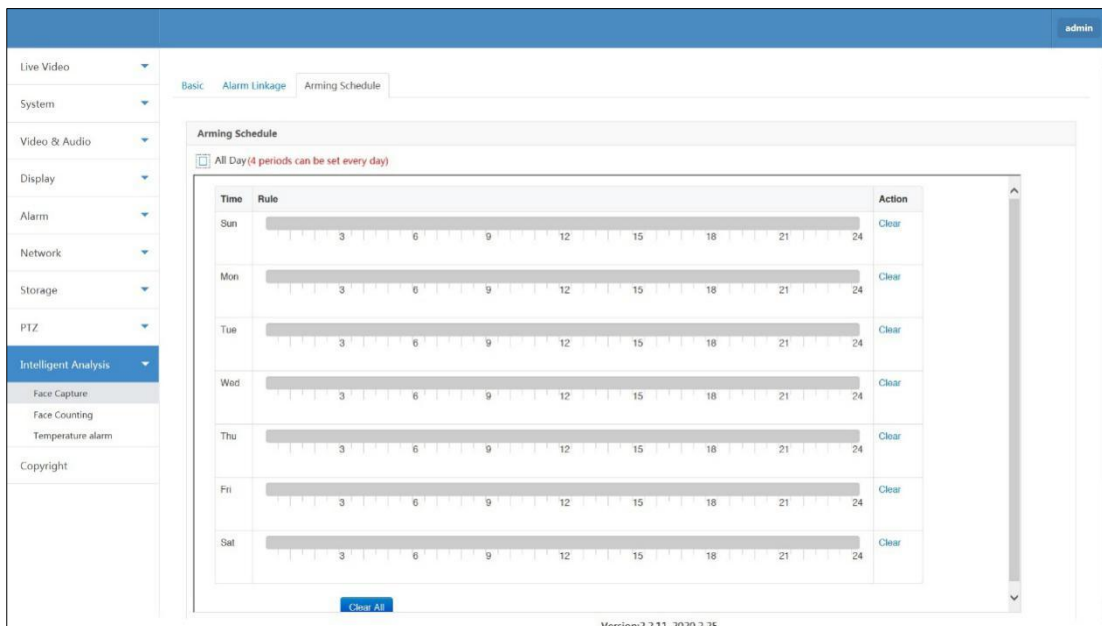 admin
Live Video
System
Video & Audio
Display
Alarm
Network
Storage
PTZ
Intelligent Analysis
Face Capture
Face Counting
Temperature alarm
Copyright
Basic Alarm Linkage Arming Schedule
Arming Schedule
All Day(4 periods can be set every day)
Time Rule Action
Sun Clear
3 6 9 12 15 18 21 24
Mon Clear
3 6 9 12 15 18 21 24
Tue Clear
3 6 9 12 15 18 21 24
Wed Clear
3 6 9 12 15 18 21 24
Thu Clear
3 6 9 12 15 18 21 24
Fri Clear
3 6 9 12 15 18 21 24
Sat Clear
3 6 9 12 15 18 21 24
Clear All